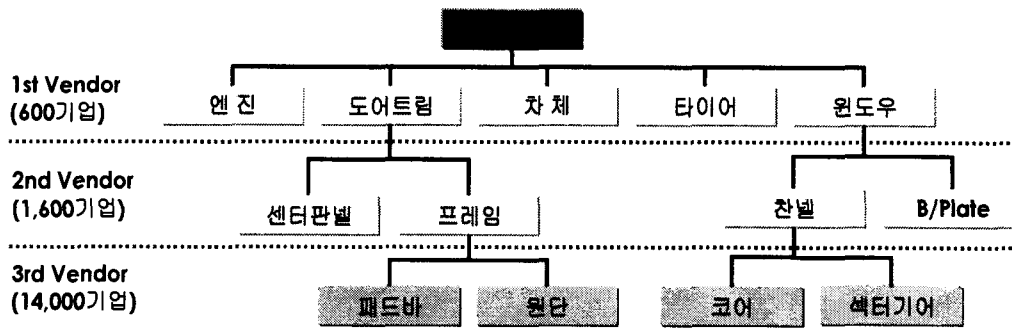 1st Vendor
(600기업)
엔 진
도어트림
차 체
타이어
윈도우
2nd Vendor
(1,600기업)
센터판넬
프레임
찬넬
B/Plate
3rd Vendor
(14,000기업)
패드바
원단
코어
섹터기어